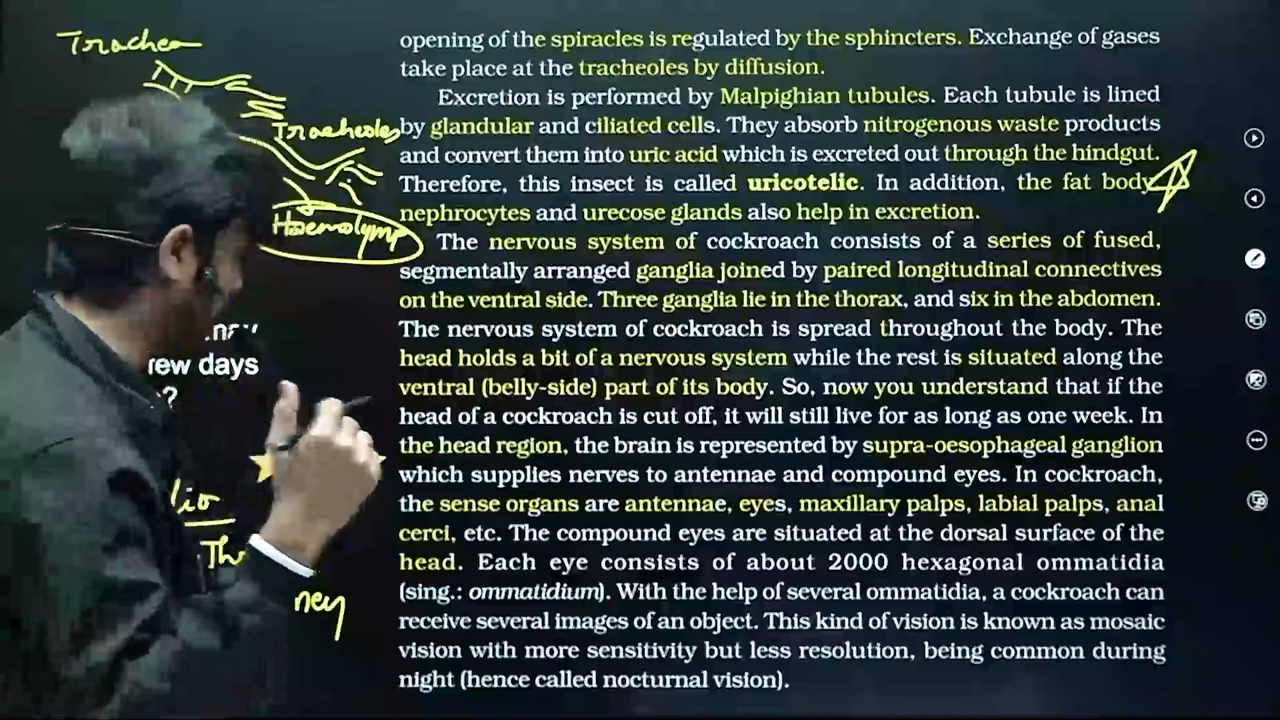 Trachea
Tracheoles
Haemolymp
rew days
?
lio
Th
ney
opening of the spiracles is regulated by the sphincters. Exchange of gases
take place at the tracheoles by diffusion.
Excretion is performed by Malpighian tubules. Each tubule is lined
by glandular and ciliated cells. They absorb nitrogenous waste products
and convert them into uric acid which is excreted out through the hindgut.
Therefore, this insect is called uricotelic. In addition, the fat body,
nephrocytes and urecose glands also help in excretion.
The nervous system of cockroach consists of a series of fused,
segmentally arranged ganglia joined by paired longitudinal connectives
on the ventral side. Three ganglia lie in the thorax, and six in the abdomen.
The nervous system of cockroach is spread throughout the body. The
head holds a bit of a nervous system while the rest is situated along the
ventral (belly-side) part of its body. So, now you understand that if the
head of a cockroach is cut off, it will still live for as long as one week. In
the head region, the brain is represented by supra-oesophageal ganglion
which supplies nerves to antennae and compound eyes. In cockroach,
the sense organs are antennae, eyes, maxillary palps, labial palps, anal
cerci, etc. The compound eyes are situated at the dorsal surface of the
head. Each eye consists of about 2000 hexagonal ommatidia
(sing.: ommatidium). With the help of several ommatidia, a cockroach can
receive several images of an object. This kind of vision is known as mosaic
vision with more sensitivity but less resolution, being common during
night (hence called nocturnal vision).